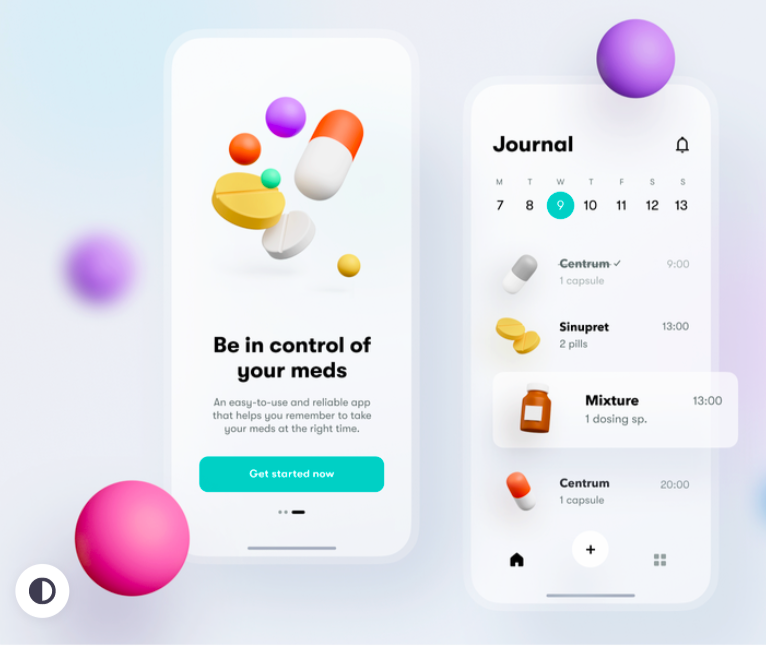 Be in control of
your meds
An easy-to-use and reliable app
that helps you remember to take
your meds at the right time.
Get started now
Journal
M T W T F S S
7 8 9 10 11 12 13
Centrum 9:00
1 capsule
Sinupret 13:00
2 pills
Mixture 13:00
1 dosing sp.
Centrum 20:00
1 capsule
+